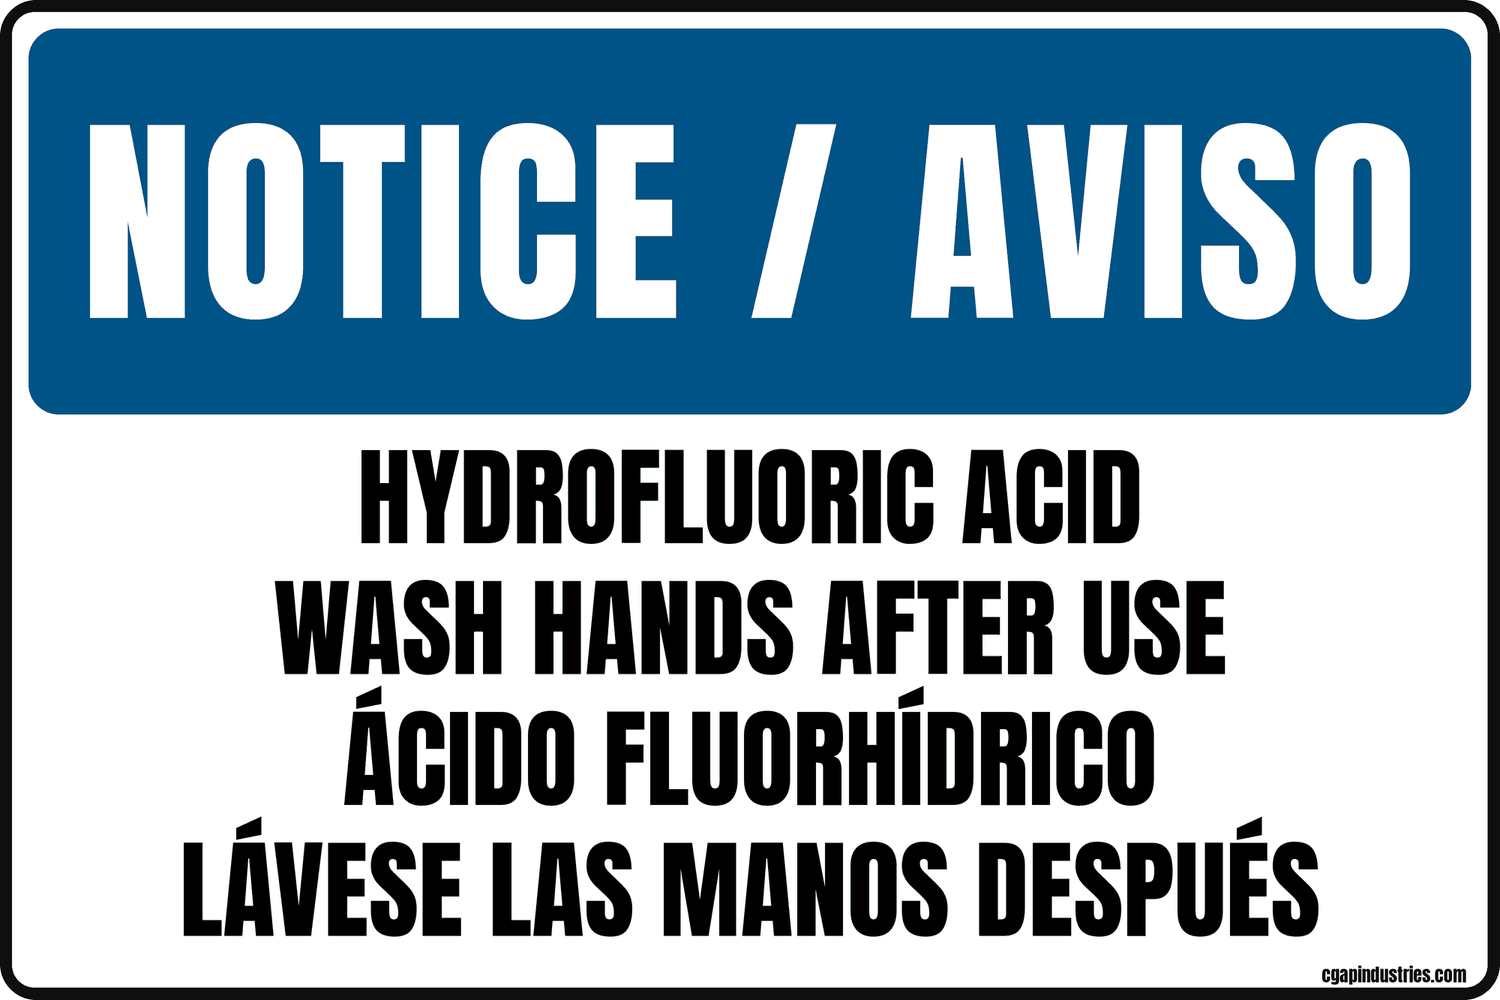 NOTICE / AVISO
HYDROFLUORIC ACID
WASH HANDS AFTER USE
ÁCIDO FLUORHÍDRICO
LÁVESE LAS MANOS DESPUÉS
cgapindustries.com